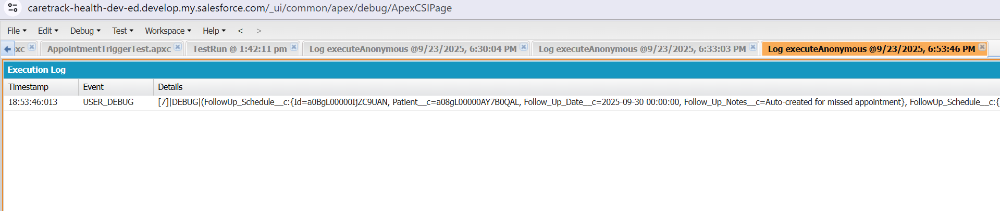 caretrack-health-dev-ed.develop.my.salesforce.com/_ui/common/apex/debug/ApexCSIPage
File Edit Debug Test Workspace Help < >
xc AppointmentTriggerTest.apxc TestRun @ 1:42:11 pm Log executeAnonymous @9/23/2025, 6:30:04 PM Log executeAnonymous @9/23/2025, 6:33:03 PM Log executeAnonymous @9/23/2025, 6:53:46 PM
Execution Log
Timestamp Event Details
18:53:46:013 USER_DEBUG [7]|DEBUG|(FollowUp_Schedule__c:{Id=a0BgL00000IjZC9UAN, Patient__c=a08gL00000AY7B0QAL, Follow_Up_Date__c=2025-09-30 00:00:00, Follow_Up_Notes__c=Auto-created for missed appointment}, FollowUp_Schedule__c:{